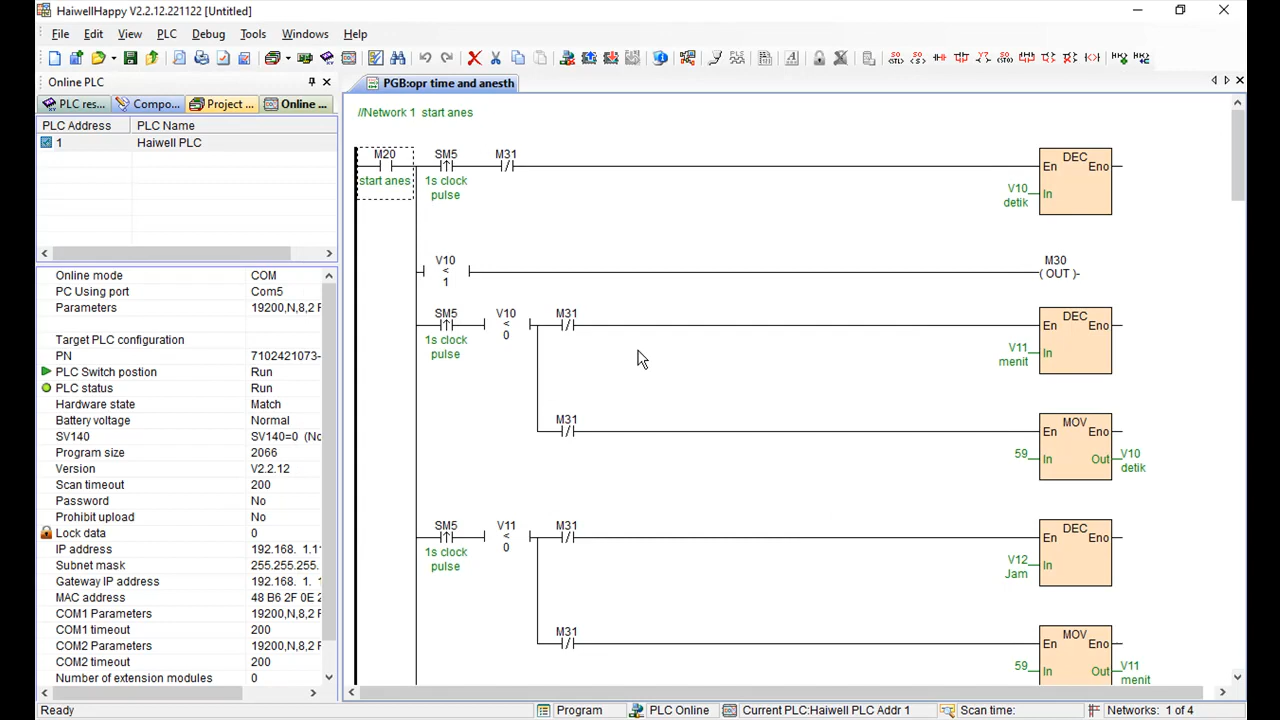 HaiwellHappy V2.2.12.221122 [Untitled]
File Edit View PLC Debug Tools Windows Help
Online PLC
PLC res... Compo... Project ... Online ...
PLC Address PLC Name
1 Haiwell PLC
Online mode COM
PC Using port Com5
Parameters 19200,N,8,2 F
Target PLC configuration
PN 7102421073-
PLC Switch postion Run
PLC status Run
Hardware state Match
Battery voltage Normal
SV140 SV140=0 (No
Program size 2066
Version V2.2.12
Scan timeout 200
Password No
Prohibit upload No
Lock data 0
IP address 192.168. 1.1
Subnet mask 255.255.255.
Gateway IP address 192.168. 1. 1
MAC address 48 B6 2F 0E 2
COM1 Parameters 19200,N,8,2 F
COM1 timeout 200
COM2 Parameters 19200,N,8,2 F
COM2 timeout 200
Number of extension modules 0
PGB:opr time and anesth
//Network 1 start anes
M20 SM5 M31 DEC
En Eno
start anes 1s clock pulse V10 detik In
V10 < 1 M30 ( OUT )-
SM5 V10 M31 DEC
< En Eno
1s clock pulse 0 V11 menit In
M31 MOV
En Eno
59 In Out V10 detik
SM5 V11 M31 DEC
< En Eno
1s clock pulse 0 V12 Jam In
M31 MOV
En Eno
59 In Out V11 menit
Ready Program PLC Online Current PLC:Haiwell PLC Addr 1 Scan time: Networks: 1 of 4